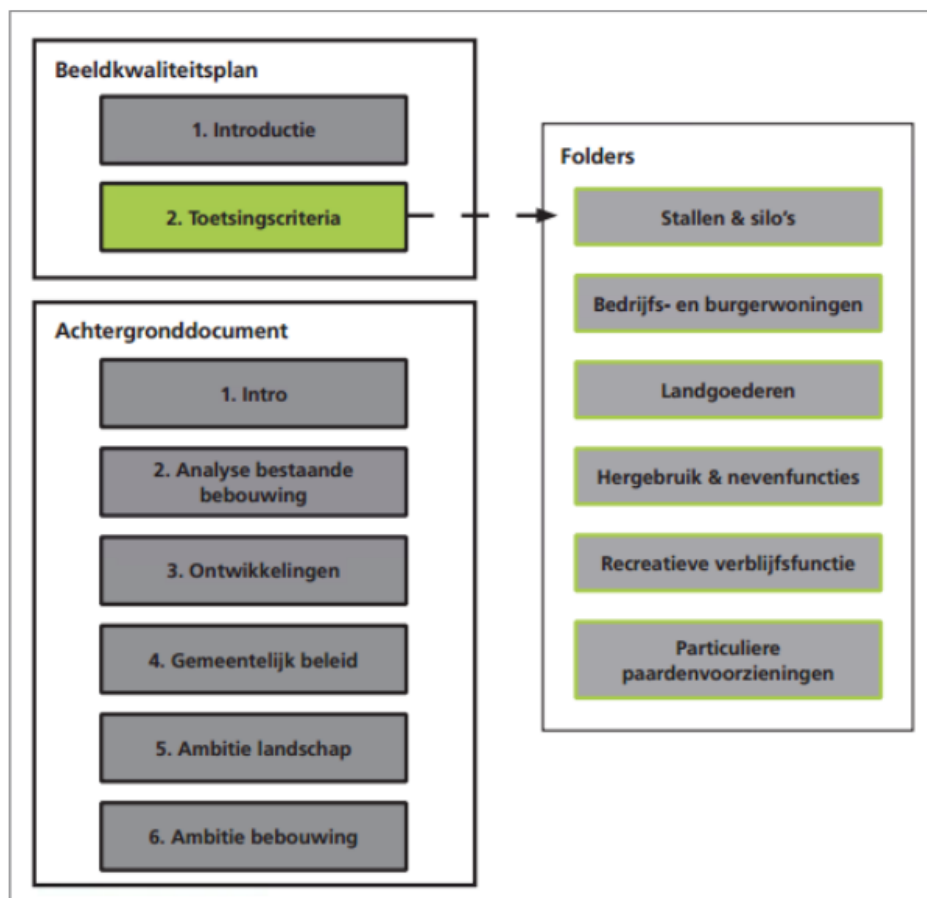 Beeldkwaliteitsplan
1. Introductie
2. Toetsingscriteria
Achtergronddocument
1. Intro
2. Analyse bestaande
bebouwing
3. Ontwikkelingen
4. Gemeentelijk beleid
5. Ambitie landschap
6. Ambitie bebouwing
Folders
Stallen & silo's
Bedrijfs- en burgerwoningen
Landgoederen
Hergebruik & nevenfuncties
Recreatieve verblijfsfunctie
Particuliere
paardenvoorzieningen